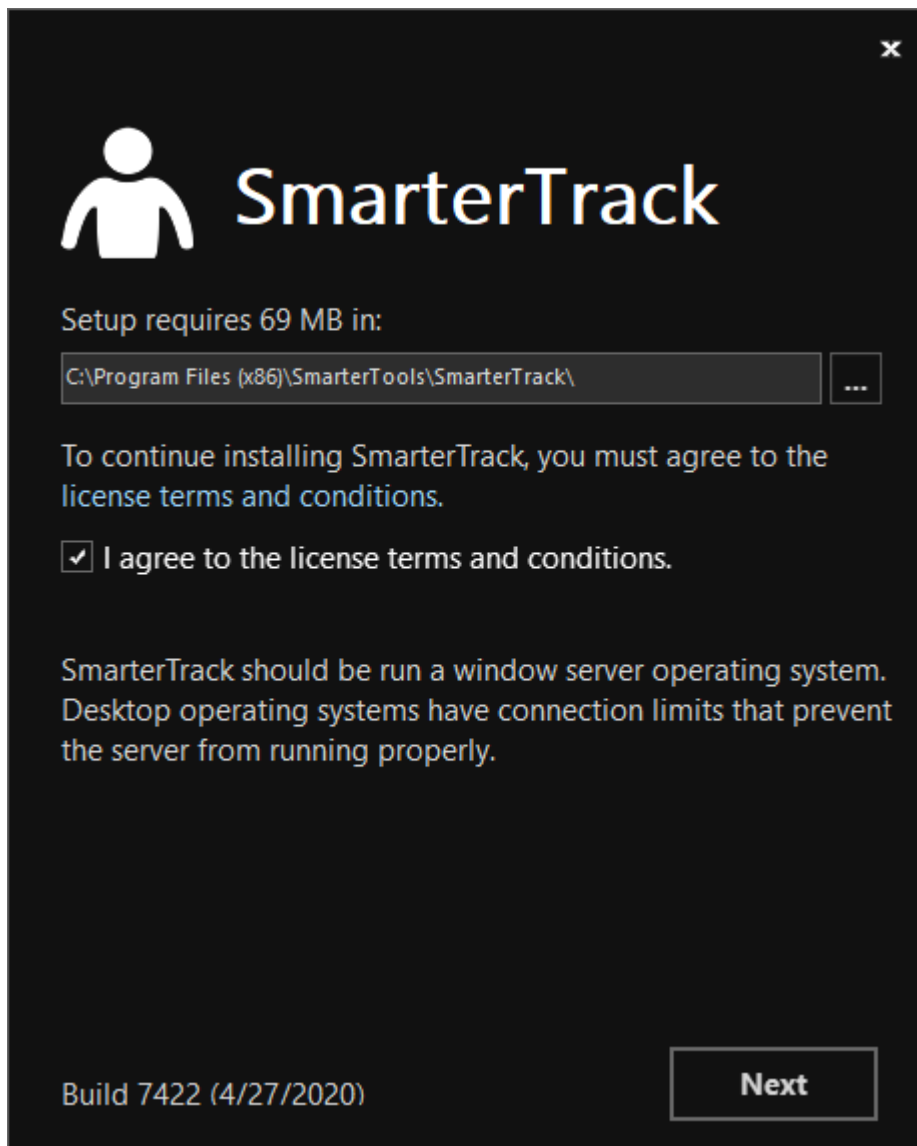 x
SmarterTrack
Setup requires 69 MB in:
C:\Program Files (x86)\SmarterTools\SmarterTrack\
...
To continue installing SmarterTrack, you must agree to the
license terms and conditions.
I agree to the license terms and conditions.
SmarterTrack should be run a window server operating system.
Desktop operating systems have connection limits that prevent
the server from running properly.
Build 7422 (4/27/2020)
Next